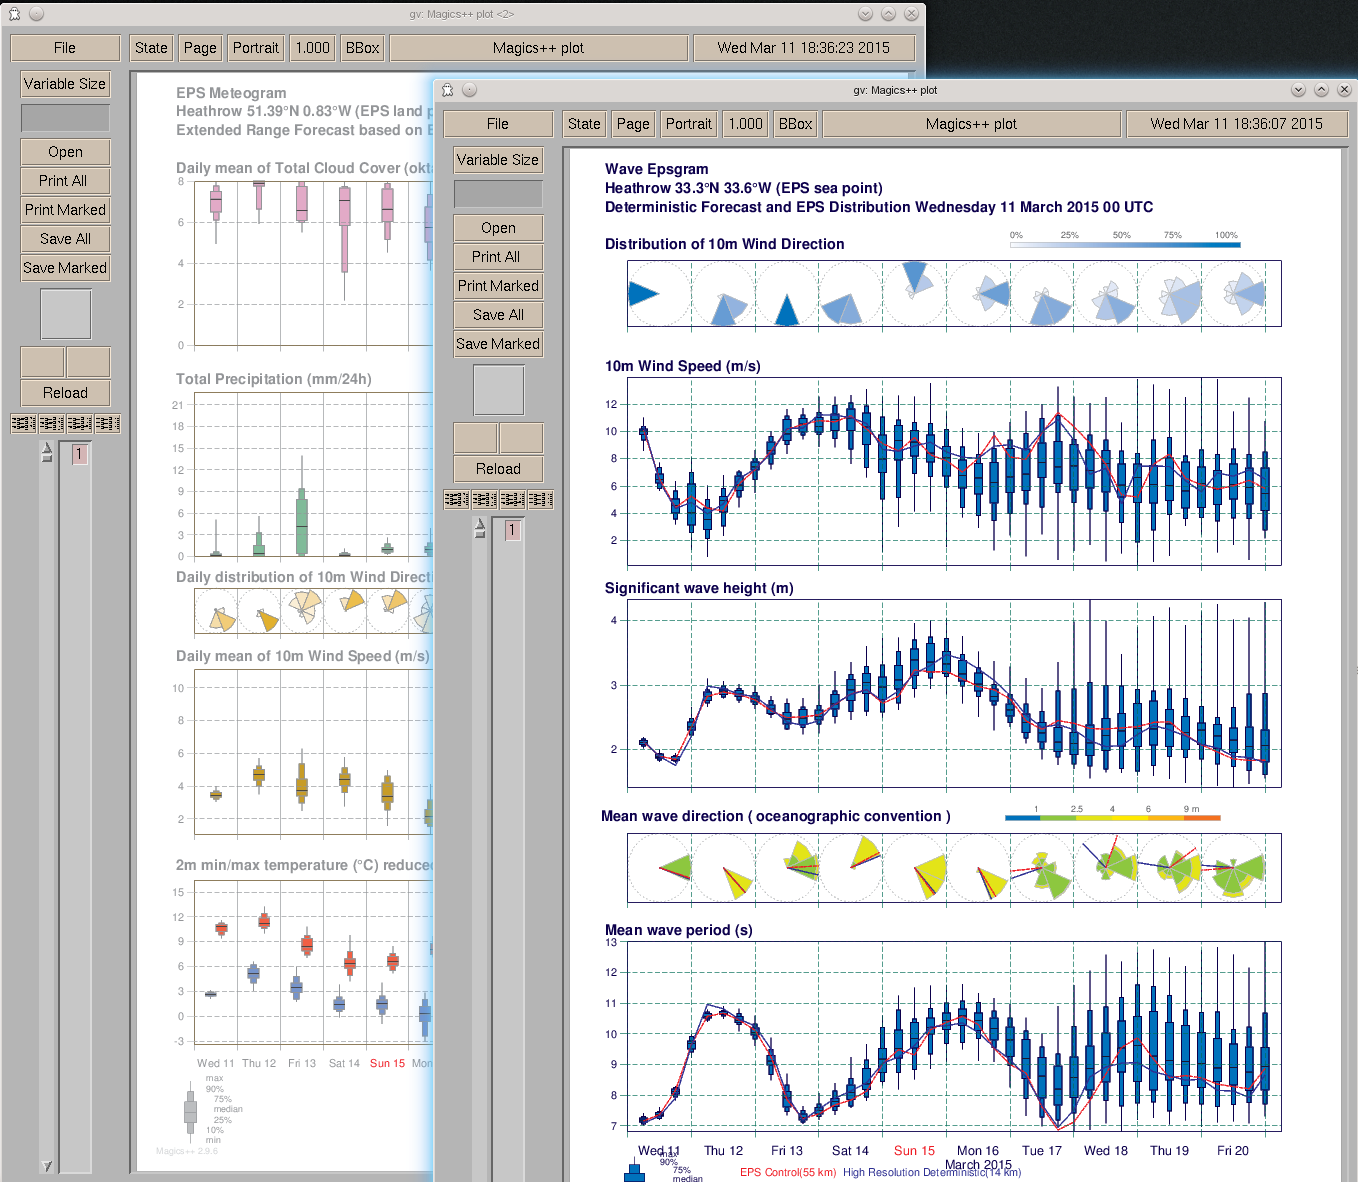 gv: Magics++ plot <2>
File
State
Page
Portrait
1.000
BBox
Magics++ plot
Wed Mar 11 18:36:23 2015
Variable Size
Open
Print All
Print Marked
Save All
Save Marked
Reload
1
EPS Meteogram
Heathrow 51.39°N 0.83°W (EPS land
Extended Range Forecast based on
Daily mean of Total Cloud Cover
8
6
4
2
0
Total Precipitation (mm/24h)
21
18
15
12
9
6
3
0
Daily distribution of 10m Wind
Daily mean of 10m Wind Speed (m/s)
10
8
6
4
2
2m min/max temperature (°C)
15
12
9
6
3
0
-3
Wed 11 Thu 12 Fri 13 Sat 14 Sun 15 Mon
max
90%
75%
median
25%
10%
min
Magics++ 2.9.6
gv: Magics++ plot
File
State
Page
Portrait
1.000
BBox
Magics++ plot
Wed Mar 11 18:36:07 2015
Variable Size
Open
Print All
Print Marked
Save All
Save Marked
Reload
1
Wave Epsgram
Heathrow 33.3°N 33.6°W (EPS sea point)
Deterministic Forecast and EPS Distribution Wednesday 11 March 2015 00 UTC
Distribution of 10m Wind Direction
0% 25% 50% 75% 100%
10m Wind Speed (m/s)
12
10
8
6
4
2
Significant wave height (m)
4
3
2
Mean wave direction ( oceanographic convention )
1 2.5 4 6 9 m
Mean wave period (s)
13
12
11
10
9
8
7
Wed 11 Thu 12 Fri 13 Sat 14 Sun 15 Mon 16 Tue 17 Wed 18 Thu 19 Fri 20
March 2015
max
90%
75%
median
EPS Control(55 km) High Resolution Deterministic(14 km)